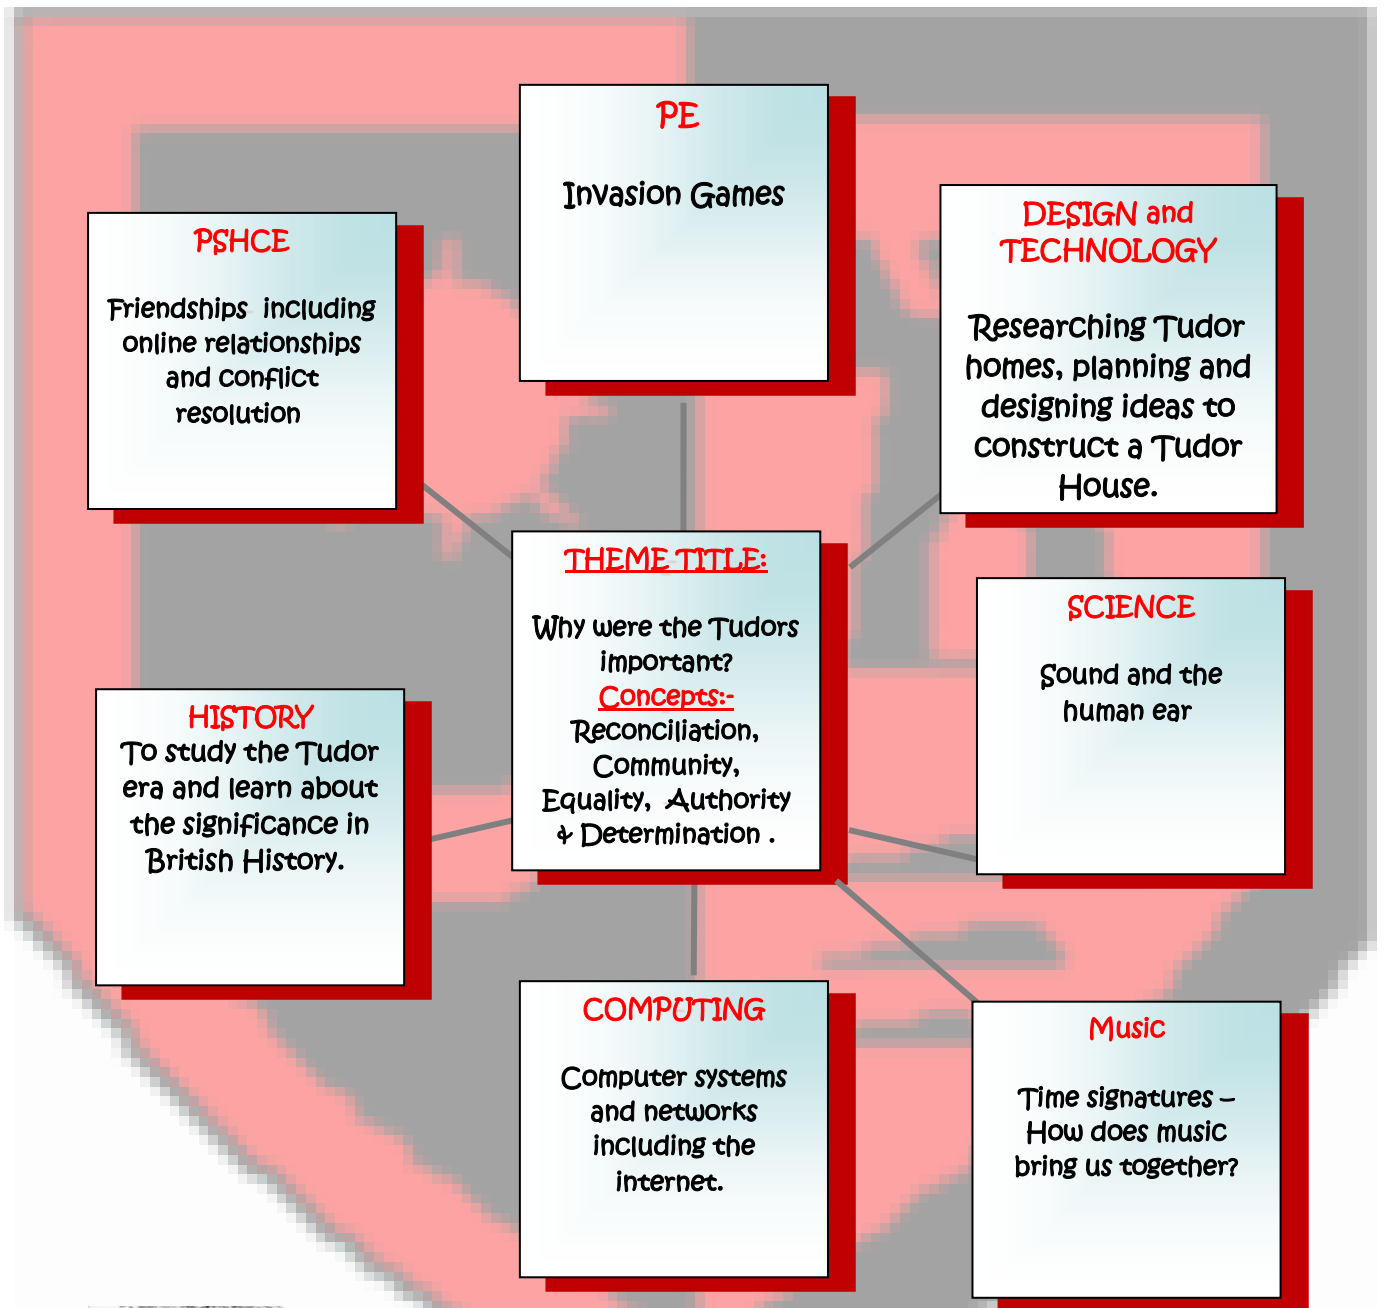 PE
Invasion Games
PSHCE
Friendships including
online relationships
and conflict
resolution
DESIGN and
TECHNOLOGY
Researching Tudor
homes, planning and
designing ideas to
construct a Tudor
House.
THEME TITLE:
Why were the Tudors
important?
Concepts:-
Reconciliation,
Community,
Equality, Authority
& Determination .
SCIENCE
Sound and the
human ear
HISTORY
To study the Tudor
era and learn about
the significance in
British History.
COMPUTING
Computer systems
and networks
including the
internet.
Music
Time signatures –
How does music
bring us together?